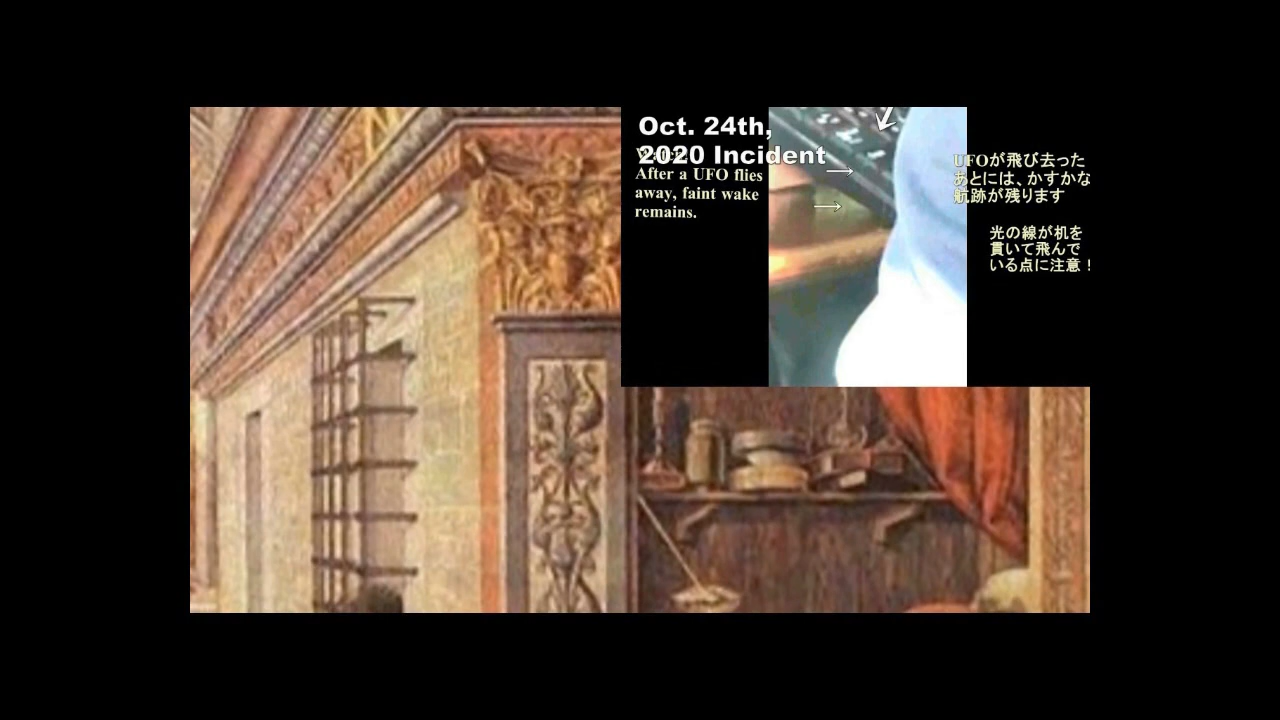 Oct. 24th,
2020 Incident
After a UFO flies
away, faint wake
remains.
UFOが飛び去った
あとには、かすかな
航跡が残ります
光の線が机を
貫いて飛んで
いる点に注意！